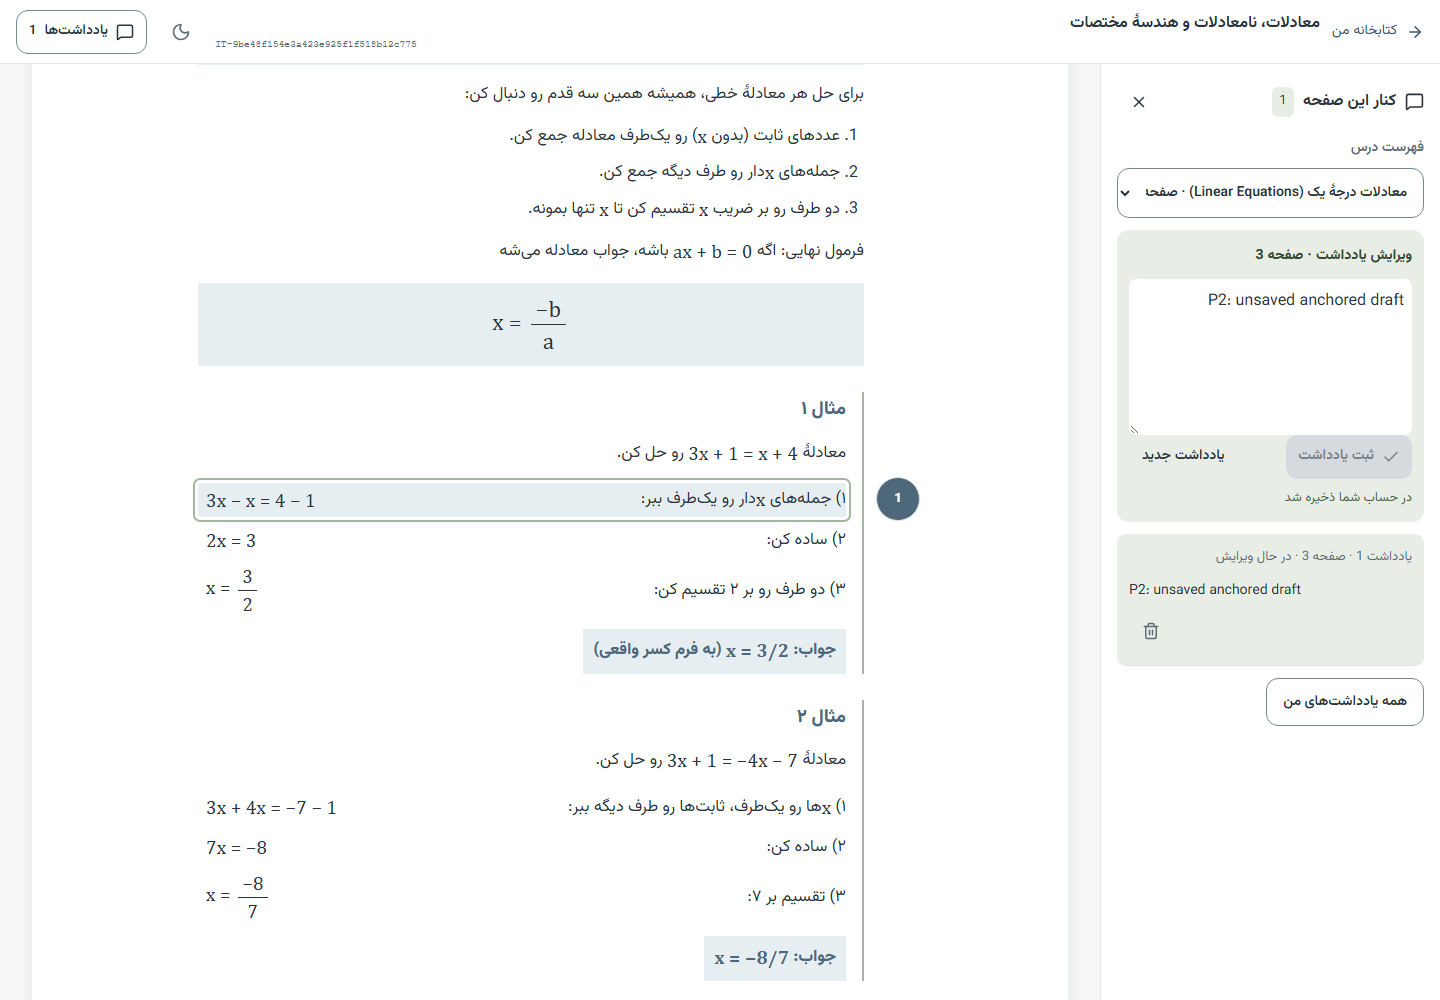 کتابخانه من
معادلات، نامعادلات و هندسهٔ مختصات
IT-9be48f154e3a423e925f1f518b12c775
یادداشت‌ها 1
کنار این صفحه 1
فهرست درس
معادلات درجهٔ یک (Linear Equations) · صفحه
ویرایش یادداشت · صفحه 3
P2: unsaved anchored draft
ثبت یادداشت
یادداشت جدید
در حساب شما ذخیره شد
یادداشت 1 · صفحه 3 · در حال ویرایش
P2: unsaved anchored draft
همه یادداشت‌های من
برای حل هر معادلهٔ خطی، همیشه همین سه قدم رو دنبال کن:
1. عددهای ثابت (بدون x) رو یک‌طرف معادله جمع کن.
2. جمله‌های xدار رو طرف دیگه جمع کن.
3. دو طرف رو بر ضریب x تقسیم کن تا x تنها بمونه.
فرمول نهایی: اگه ax + b = 0 باشه، جواب معادله می‌شه
x = −b/a
مثال ۱
معادلهٔ 3x + 1 = x + 4 رو حل کن.
1
۱) جمله‌های xدار رو یک‌طرف ببر: 3x − x = 4 − 1
۲) ساده کن: 2x = 3
۳) دو طرف رو بر ۲ تقسیم کن: x = 3/2
جواب: x = 3/2 (به فرم کسر واقعی)
مثال ۲
معادلهٔ 3x + 1 = −4x − 7 رو حل کن.
۱) xها رو یک‌طرف، ثابت‌ها رو طرف دیگه ببر: 3x + 4x = −7 − 1
۲) ساده کن: 7x = −8
۳) تقسیم بر ۷: x = −8/7
جواب: x = −8/7